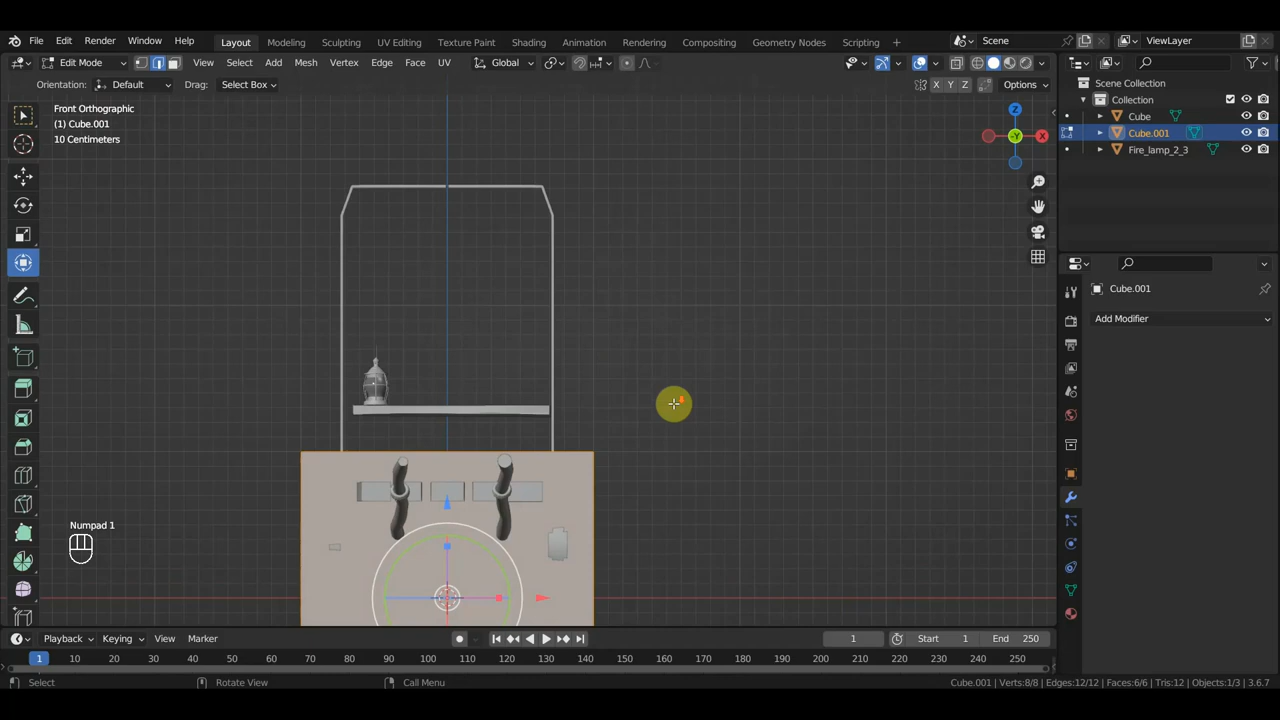 File Edit Render Window Help Layout Modeling Sculpting UV Editing Texture Paint Shading Animation Rendering Compositing Geometry Nodes Scripting + Scene ViewLayer
Edit Mode View Select Add Mesh Vertex Edge Face UV Global
Orientation: Default Drag: Select Box X Y Z Options
Front Orthographic
(1) Cube.001
10 Centimeters
Z
-Y
X
Scene Collection
Collection
Cube
Cube.001
Fire_lamp_2_3
Cube.001
Add Modifier
Numpad 1
Playback Keying View Marker 1 Start 1 End 250
1 10 20 30 40 50 60 70 80 90 100 110 120 130 140 150 160 170 180 190 200 210 220 230 240 250
Select Rotate View Call Menu Cube.001 | Verts:8/8 | Edges:12/12 | Faces:6/6 | Tris:12 | Objects:1/3 | 3.6.7